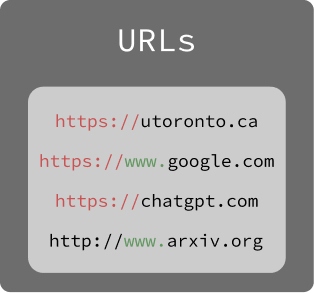 URLs
https://utoronto.ca
https://www.google.com
https://chatgpt.com
http://www.arxiv.org